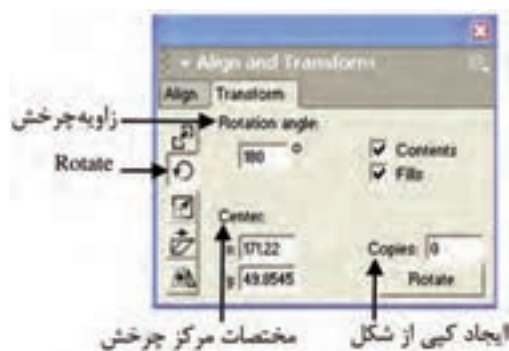 Align and Transform
Align Transform
زاویه چرخش
Rotation angle:
180 °
Contents
Rotate
Fills
Center:
x: 171.22
Copies: 0
y: 49.8545
Rotate
مختصات مرکز چرخش
ایجاد کپی از شکل